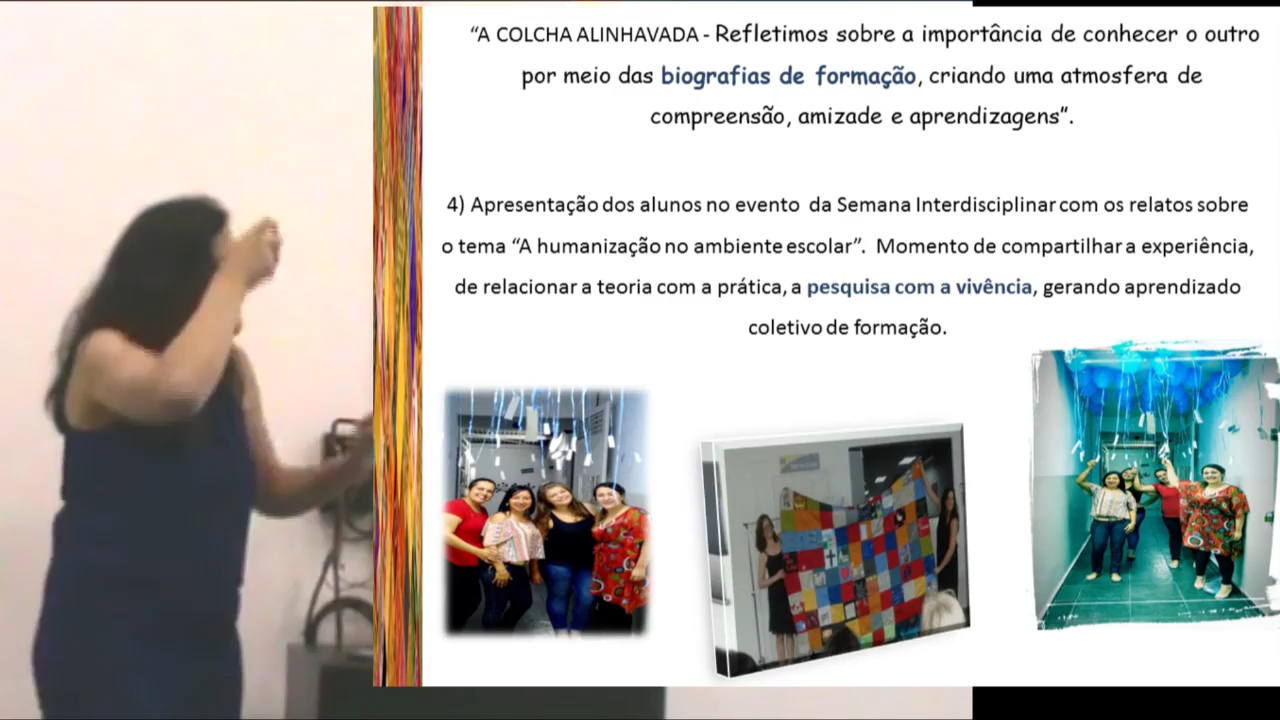 “A COLCHA ALINHAVADA - Refletimos sobre a importância de conhecer o outro
por meio das biografias de formação, criando uma atmosfera de
compreensão, amizade e aprendizagens”.
4) Apresentação dos alunos no evento da Semana Interdisciplinar com os relatos sobre
o tema “A humanização no ambiente escolar”. Momento de compartilhar a experiência,
de relacionar a teoria com a prática, a pesquisa com a vivência, gerando aprendizado
coletivo de formação.